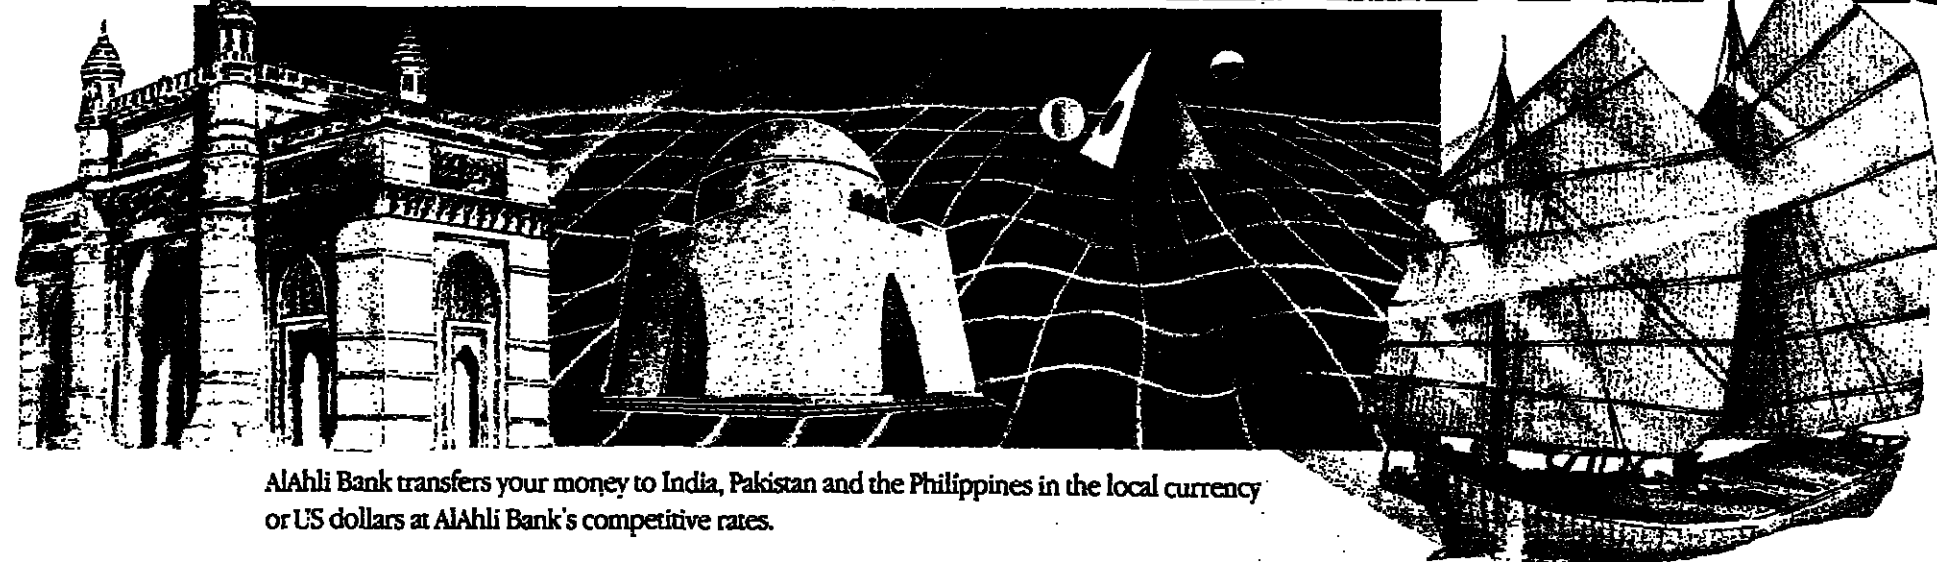 AlAhli Bank transfers your money to India, Pakistan and the Philippines in the local currency
or US dollars at AlAhli Bank's competitive rates.